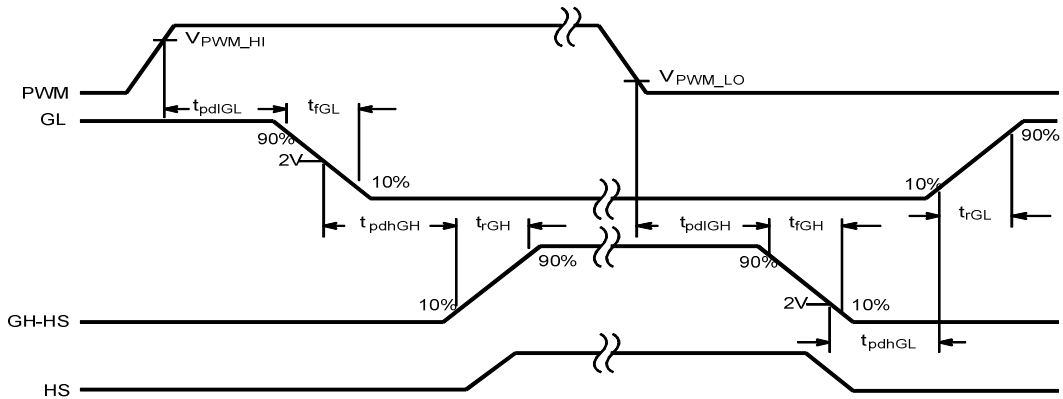 VPWM_HI
VPWM_LO
PWM
tpdlGL
tfGL
GL
90%
90%
2V
10%
10%
tpdhGH
trGH
tpdlGH
tfGH
trGL
90%
90%
10%
2V
10%
GH-HS
tpdhGL
HS